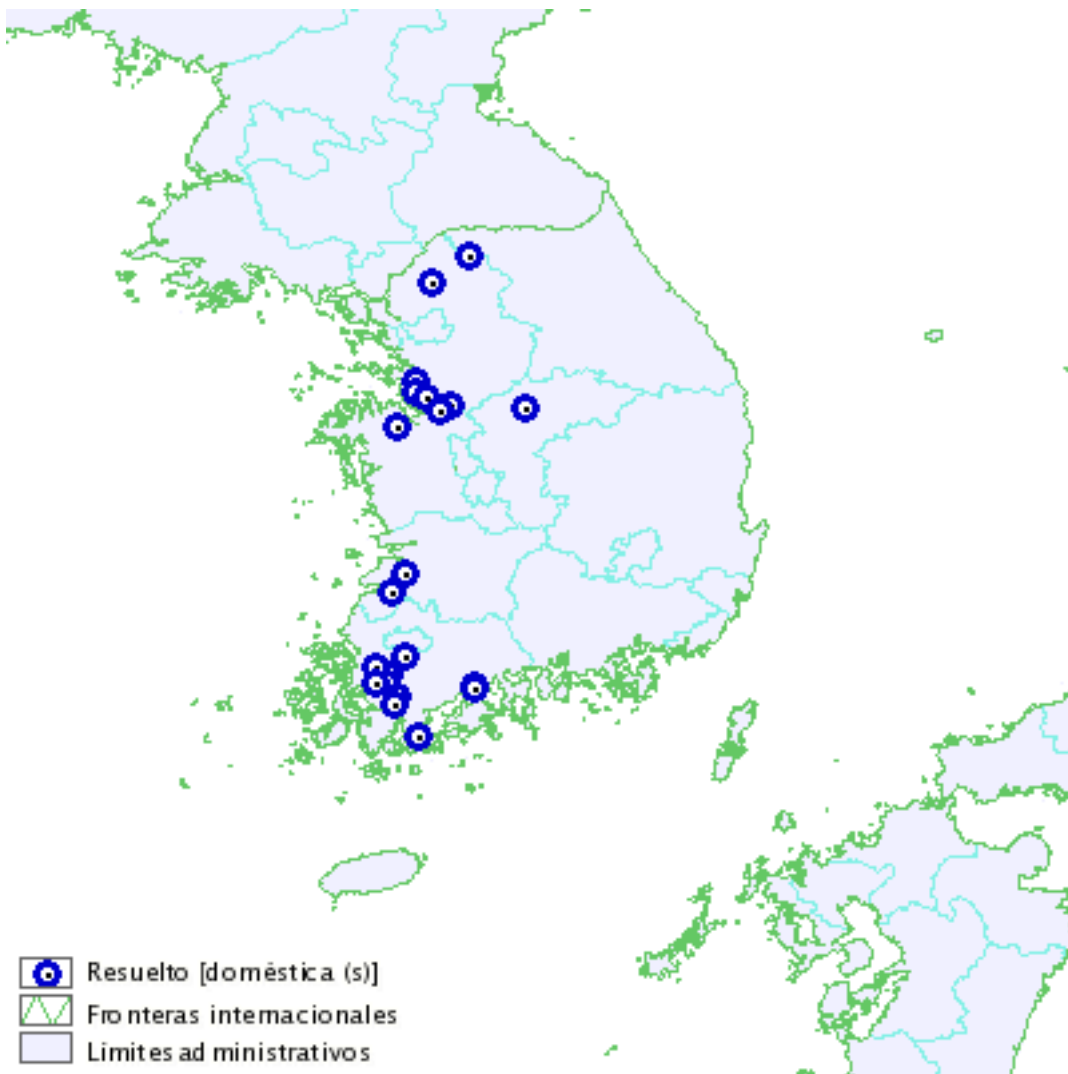 Resuelto [doméstica (s)]
Fronteras internacionales
Límites administrativos